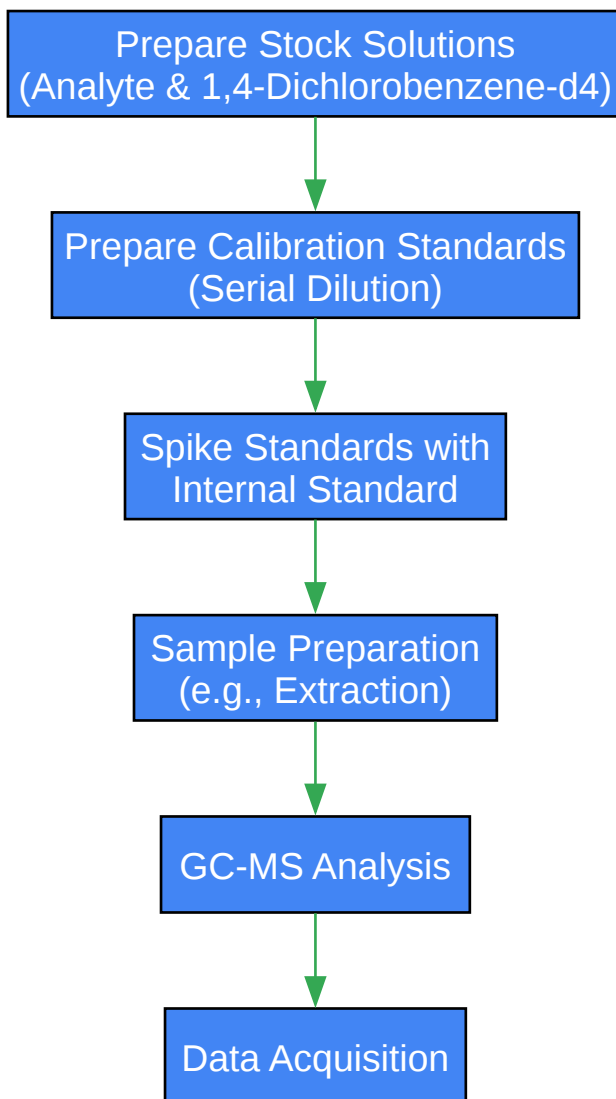 Prepare Stock Solutions
(Analyte & 1,4-Dichlorobenzene-d4)
Prepare Calibration Standards
(Serial Dilution)
Spike Standards with
Internal Standard
Sample Preparation
(e.g., Extraction)
GC-MS Analysis
Data Acquisition